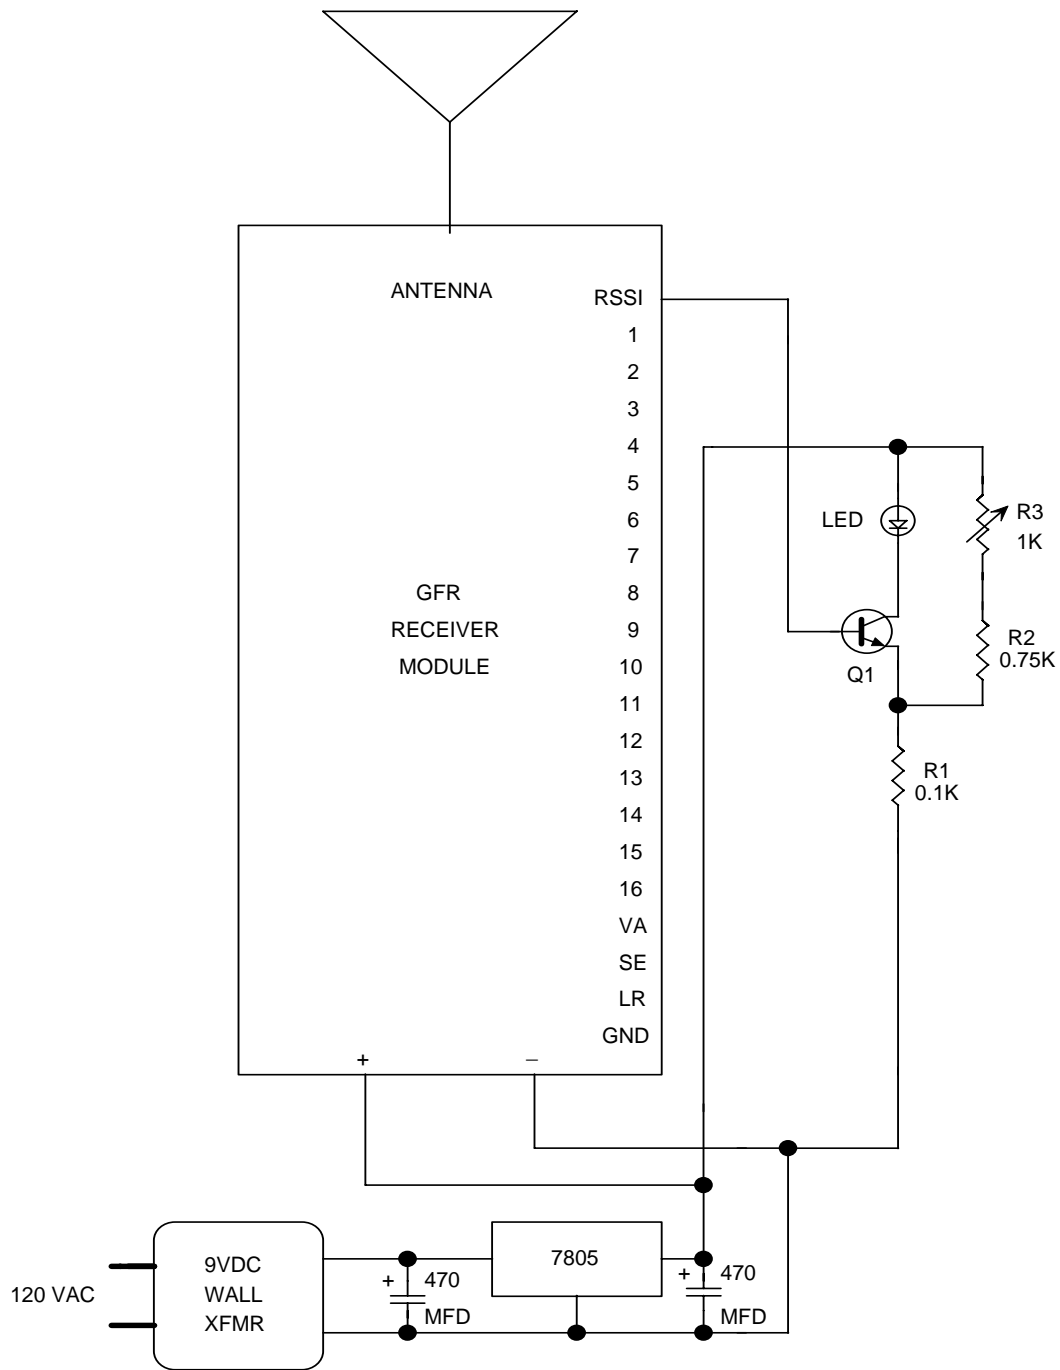 ANTENNA
RSSI
1
2
3
4
5
6
7
8
9
10
11
12
13
14
15
16
VA
SE
LR
GND
GFR
RECEIVER
MODULE
+
−
LED
R3
1K
R2
0.75K
Q1
R1
0.1K
120 VAC
9VDC
WALL
XFMR
+
470
MFD
7805
+
470
MFD